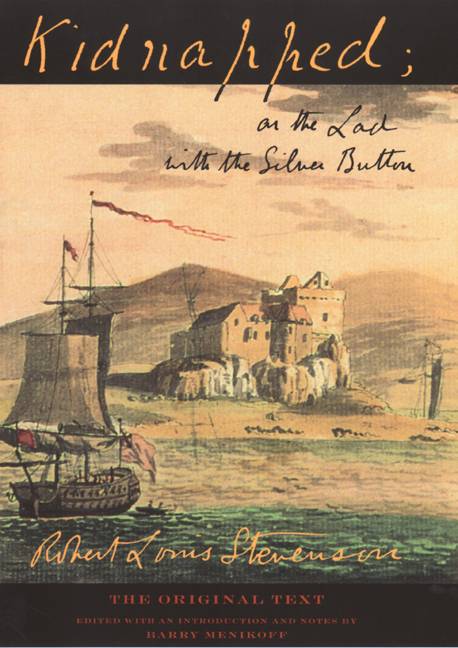 Kidnapped;
or the Lad
with the Silver Button
Robert Louis Stevenson
THE ORIGINAL TEXT
EDITED WITH AN INTRODUCTION AND NOTES BY
BARRY MENIKOFF